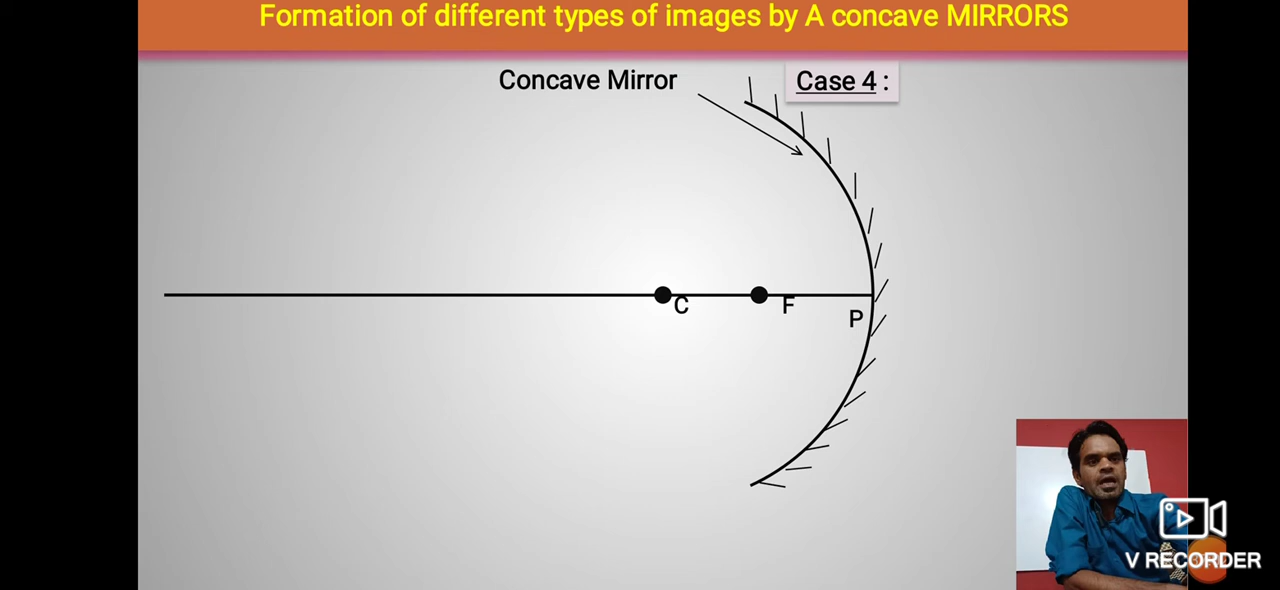 Formation of different types of images by A concave MIRRORS
Concave Mirror
Case 4 :
C
F
P
V RECORDER